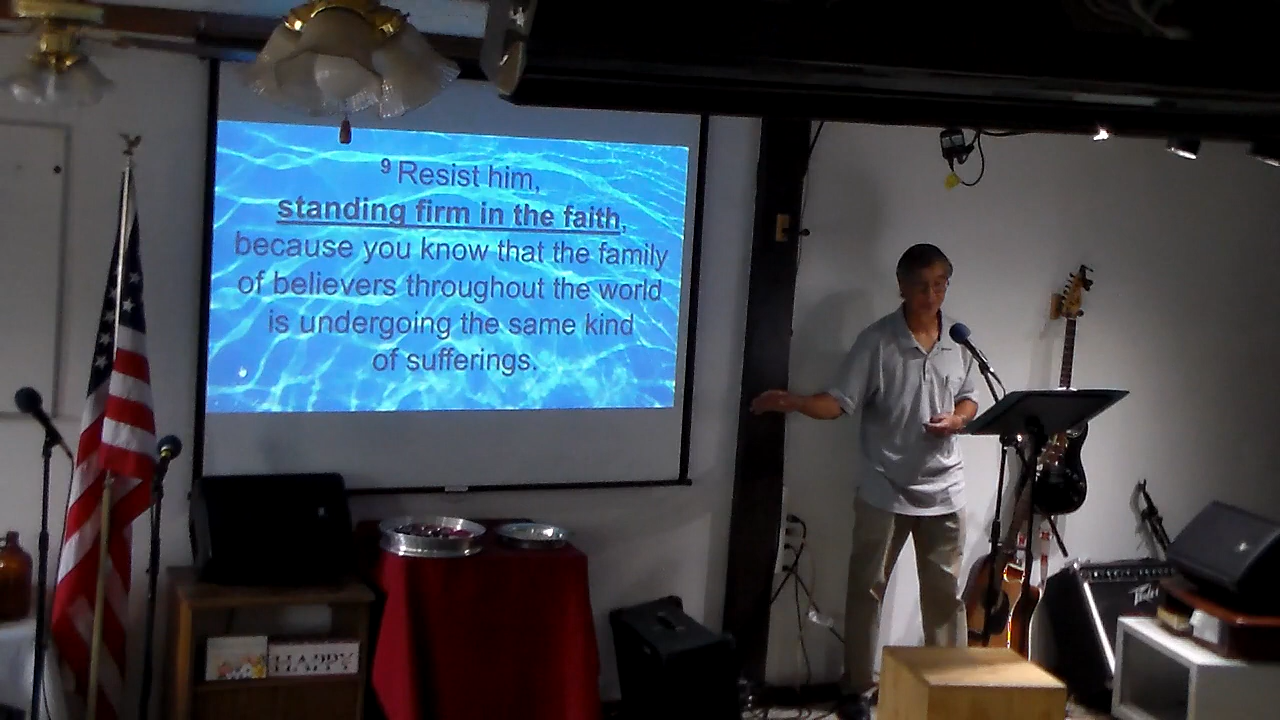 9 Resist him,
standing firm in the faith,
because you know that the family
of believers throughout the world
is undergoing the same kind
of sufferings.
HAPPY